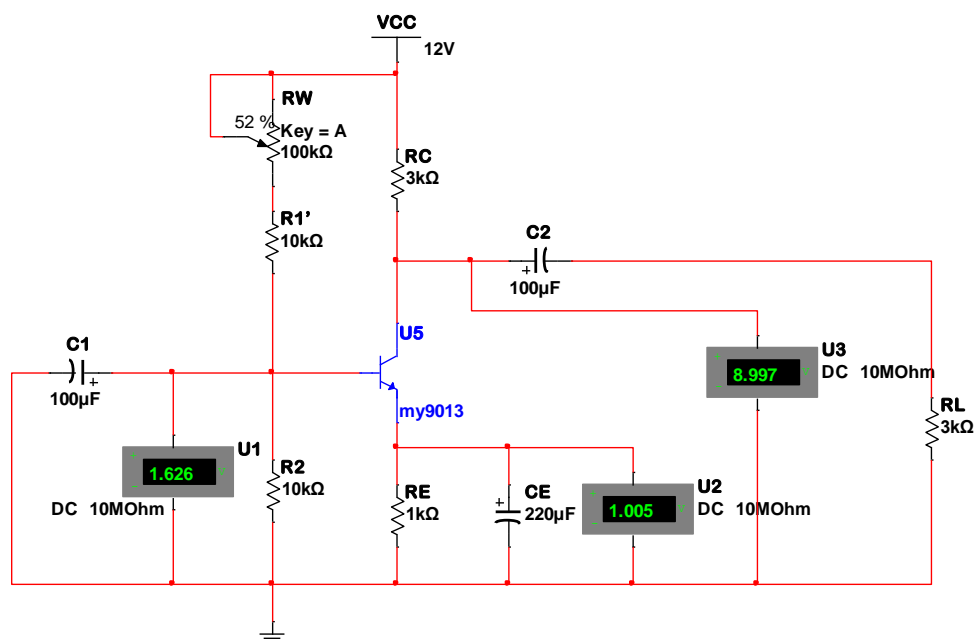 VCC
12V
RW
52 %
Key = A
100kΩ
RC
3kΩ
R1’
10kΩ
C2
+
100µF
U5
C1
+
100µF
my9013
U3
8.997
DC 10MOhm
RL
3kΩ
U1
1.626
DC 10MOhm
R2
10kΩ
RE
1kΩ
+
CE
220µF
U2
1.005
DC 10MOhm